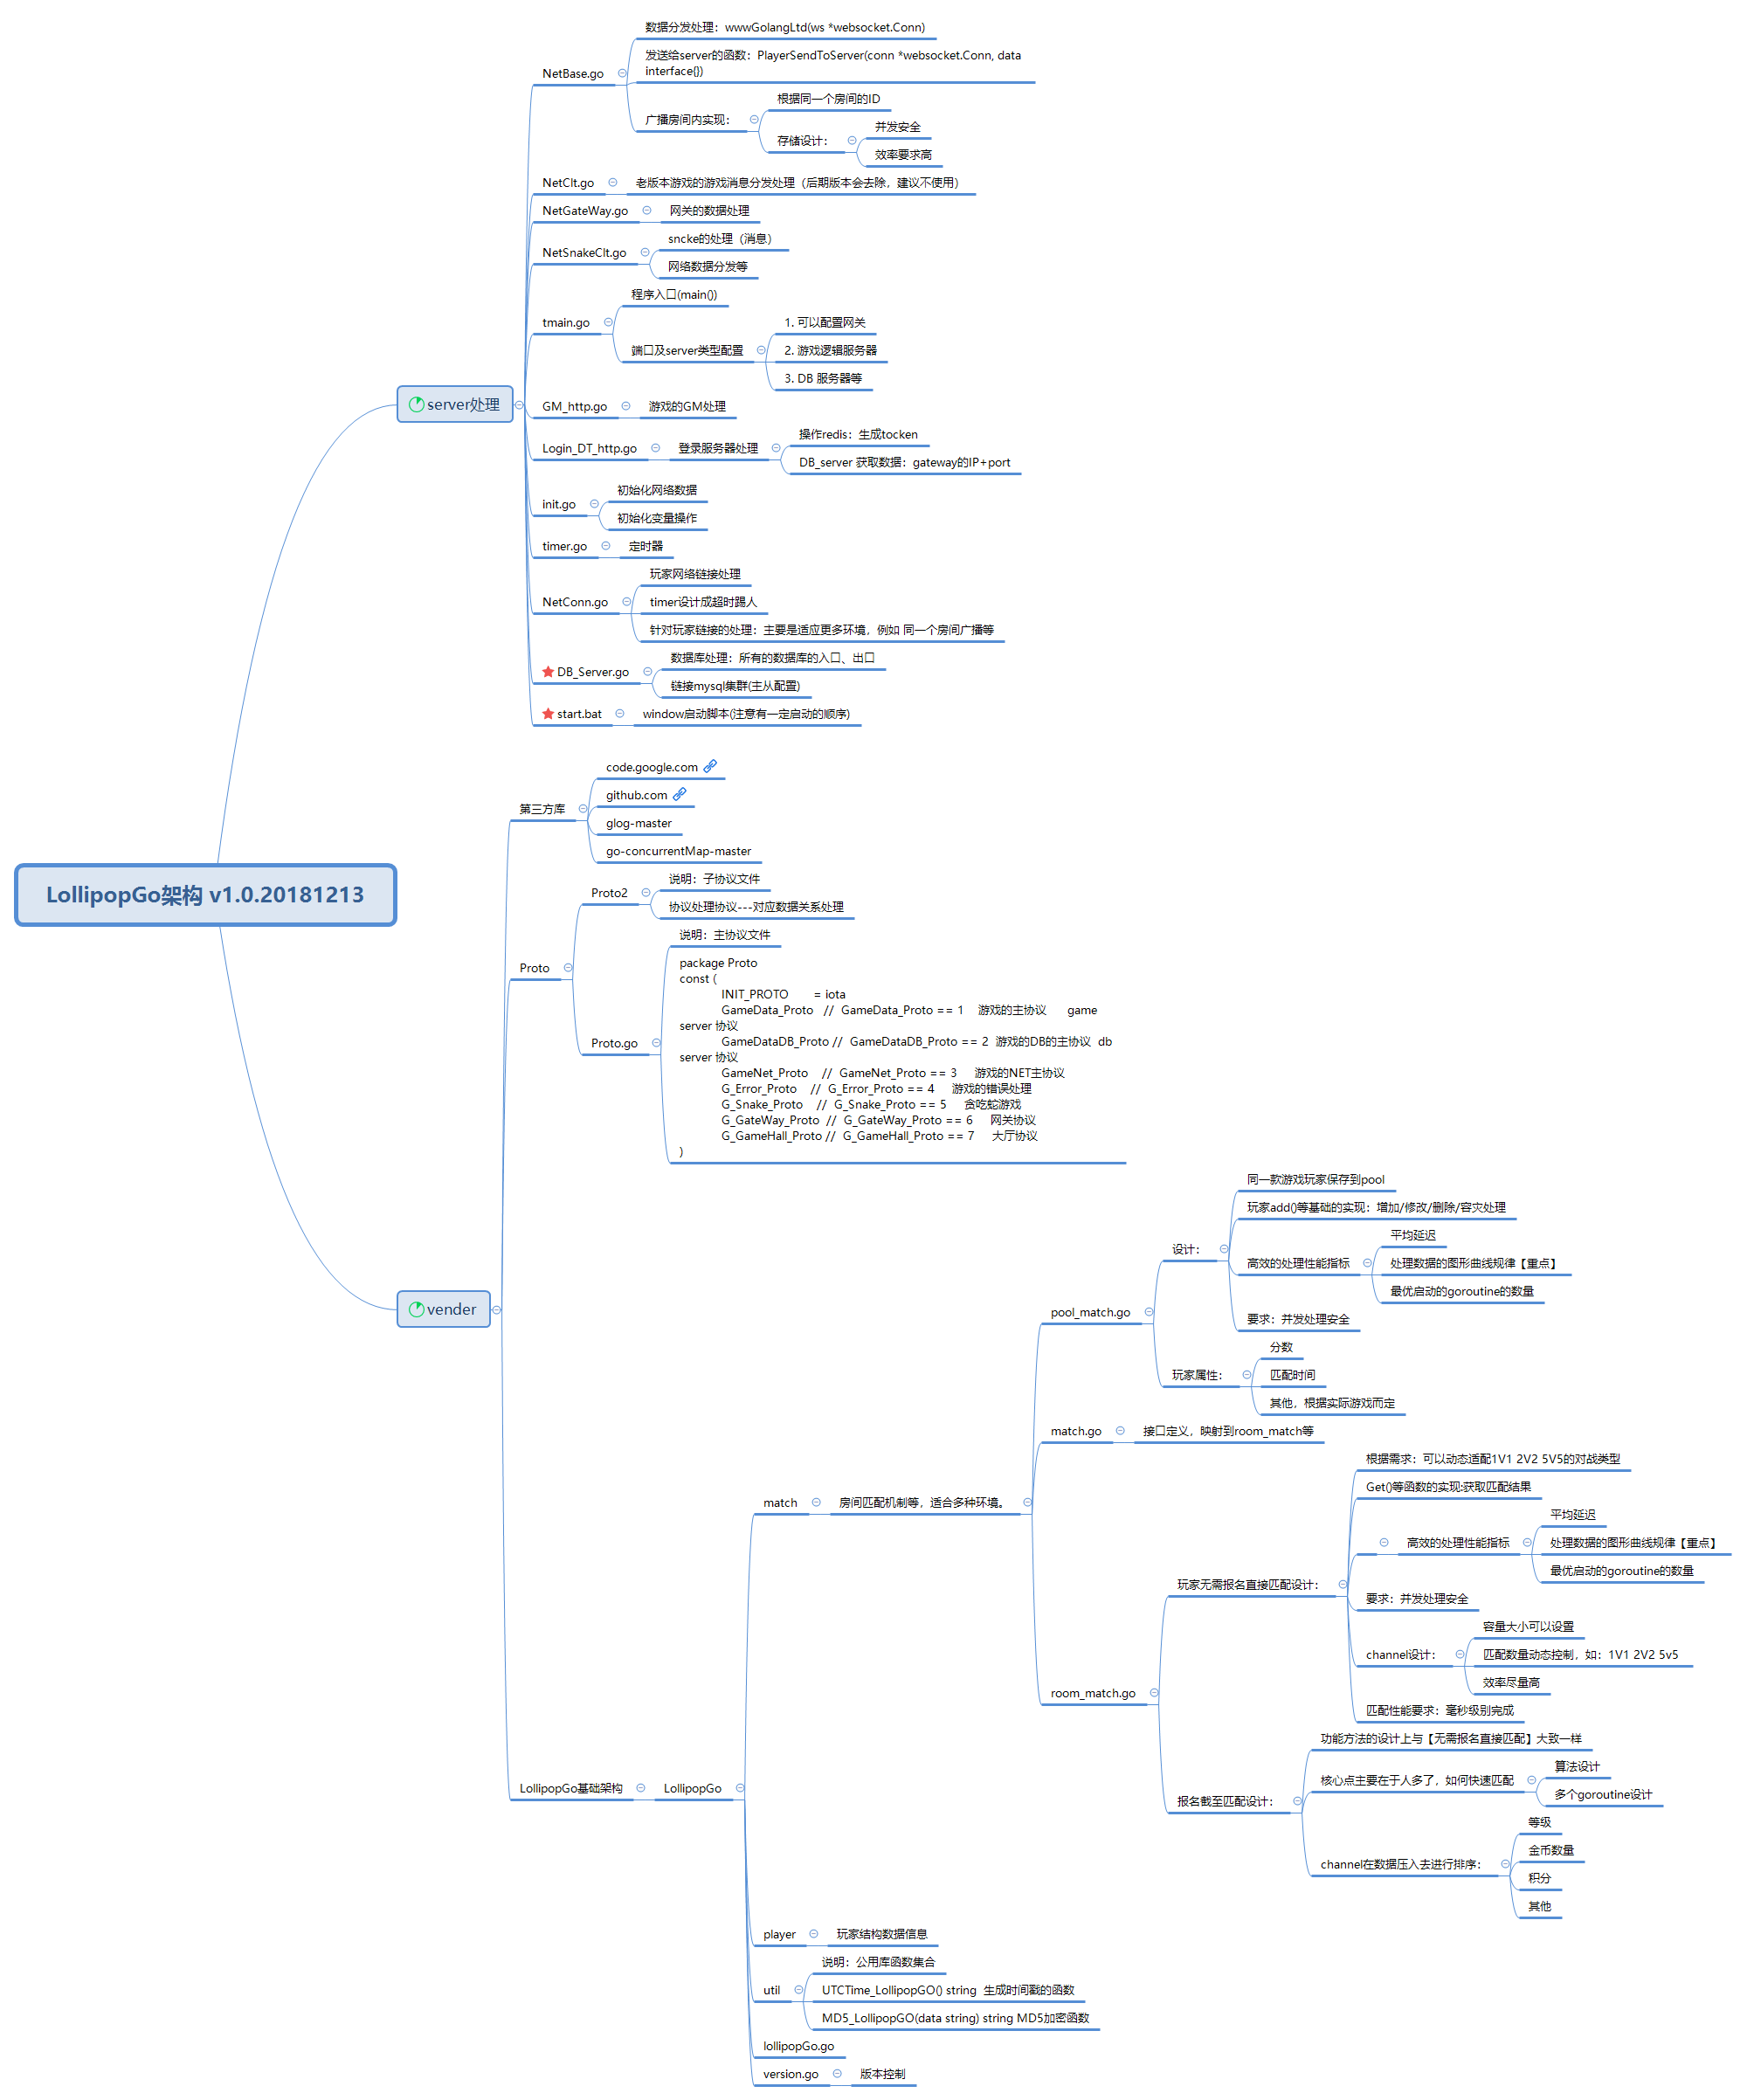 LollipopGo架构 v1.0.20181213
server处理
NetBase.go
数据分发处理：wwwGolangLtd(ws *websocket.Conn)
发送给server的函数：PlayerSendToServer(conn *websocket.Conn, data
interface{})
广播房间内实现：
根据同一个房间的ID
存储设计：
并发安全
效率要求高
NetClt.go
老版本游戏的游戏消息分发处理（后期版本会去除，建议不使用）
NetGateWay.go
网关的数据处理
NetSnakeClt.go
sncke的处理（消息）
网络数据分发等
tmain.go
程序入口(main())
端口及server类型配置
1. 可以配置网关
2. 游戏逻辑服务器
3. DB 服务器等
GM_http.go
游戏的GM处理
Login_DT_http.go
登录服务器处理
操作redis：生成tocken
DB_server 获取数据：gateway的IP+port
init.go
初始化网络数据
初始化变量操作
timer.go
定时器
NetConn.go
玩家网络链接处理
timer设计成超时踢人
针对玩家链接的处理：主要是适应更多环境，例如 同一个房间广播等
DB_Server.go
数据库处理：所有的数据库的入口、出口
链接mysql集群(主从配置)
start.bat
window启动脚本(注意有一定启动的顺序)
vender
第三方库
code.google.com
github.com
glog-master
go-concurrentMap-master
Proto
Proto2
说明：子协议文件
协议处理协议---对应数据关系处理
Proto.go
说明：主协议文件
package Proto
const (
INIT_PROTO = iota
GameData_Proto // GameData_Proto == 1 游戏的主协议 game
server 协议
GameDataDB_Proto // GameDataDB_Proto == 2 游戏的DB的主协议 db
server 协议
GameNet_Proto // GameNet_Proto == 3 游戏的NET主协议
G_Error_Proto // G_Error_Proto == 4 游戏的错误处理
G_Snake_Proto // G_Snake_Proto == 5 贪吃蛇游戏
G_GateWay_Proto // G_GateWay_Proto == 6 网关协议
G_GameHall_Proto // G_GameHall_Proto == 7 大厅协议
)
LollipopGo基础架构
LollipopGo
match
房间匹配机制等，适合多种环境。
pool_match.go
设计：
同一款游戏玩家保存到pool
玩家add()等基础的实现：增加/修改/删除/容灾处理
高效的处理性能指标
平均延迟
处理数据的图形曲线规律【重点】
最优启动的goroutine的数量
要求：并发处理安全
玩家属性：
分数
匹配时间
其他，根据实际游戏而定
match.go
接口定义，映射到room_match等
room_match.go
玩家无需报名直接匹配设计：
根据需求：可以动态适配1V1 2V2 5V5的对战类型
Get()等函数的实现:获取匹配结果
高效的处理性能指标
平均延迟
处理数据的图形曲线规律【重点】
最优启动的goroutine的数量
要求：并发处理安全
channel设计：
容量大小可以设置
匹配数量动态控制，如：1V1 2V2 5v5
效率尽量高
匹配性能要求：毫秒级别完成
报名截至匹配设计：
功能方法的设计上与【无需报名直接匹配】大致一样
核心点主要在于人多了，如何快速匹配
算法设计
多个goroutine设计
channel在数据压入去进行排序：
等级
金币数量
积分
其他
player
玩家结构数据信息
util
说明：公用库函数集合
UTCTime_LollipopGO() string 生成时间戳的函数
MD5_LollipopGO(data string) string MD5加密函数
lollipopGo.go
version.go
版本控制